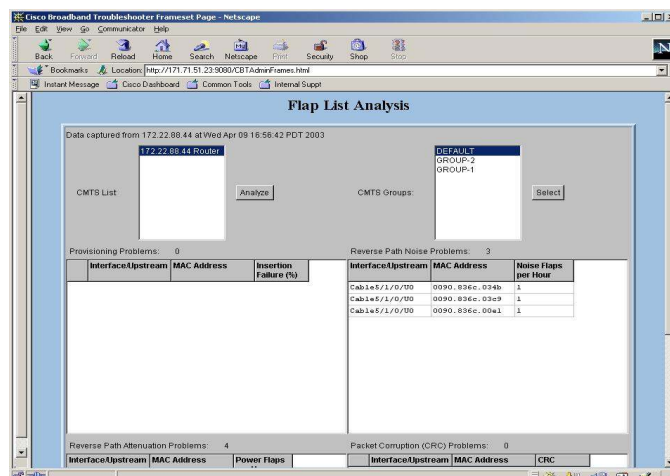 Cisco Broadband Troubleshooter Frameset Page - Netscape
File Edit View Go Communicator Help
Back Forward Reload Home Search Netscape Print Security Shop Stop
Bookmarks Location: http://171.71.51.23:9080/CBTAdminFrames.html
Instant Message Cisco Dashboard Common Tools Internal Suppt
Flap List Analysis
Data captured from 172.22.88.44 at Wed Apr 09 16:56:42 PDT 2003
CMTS List:
172.22.88.44 Router
Analyze
CMTS Groups:
DEFAULT
GROUP-2
GROUP-1
Select
Provisioning Problems: 0
Interface/Upstream MAC Address Insertion Failure (%)
Reverse Path Noise Problems: 3
Interface/Upstream MAC Address Noise Flaps per Hour
Cable5/1/0/U0 0090.836c.034b 1
Cable5/1/0/U0 0090.836c.03c9 1
Cable5/1/0/U0 0090.836c.00e1 1
Reverse Path Attenuation Problems: 4
Interface/Upstream MAC Address Power Flaps
Packet Corruption (CRC) Problems: 0
Interface/Upstream MAC Address CRC